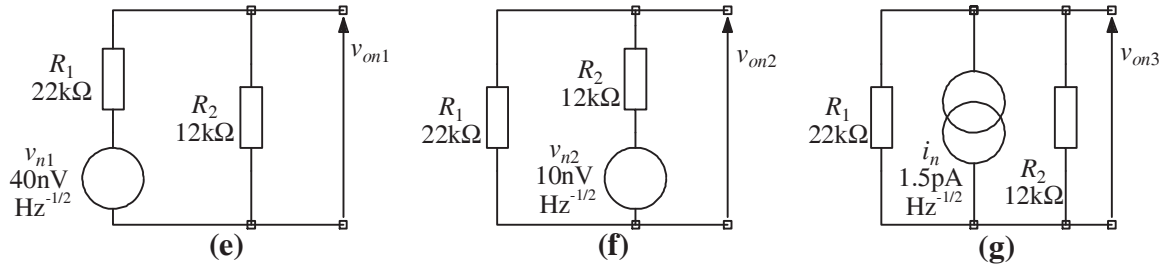 R1
22kΩ
R2
12kΩ
vn1
40nV
Hz-1/2
von1
(e)
R1
22kΩ
R2
12kΩ
vn2
10nV
Hz-1/2
von2
(f)
R1
22kΩ
in
1.5pA
Hz-1/2
R2
12kΩ
von3
(g)